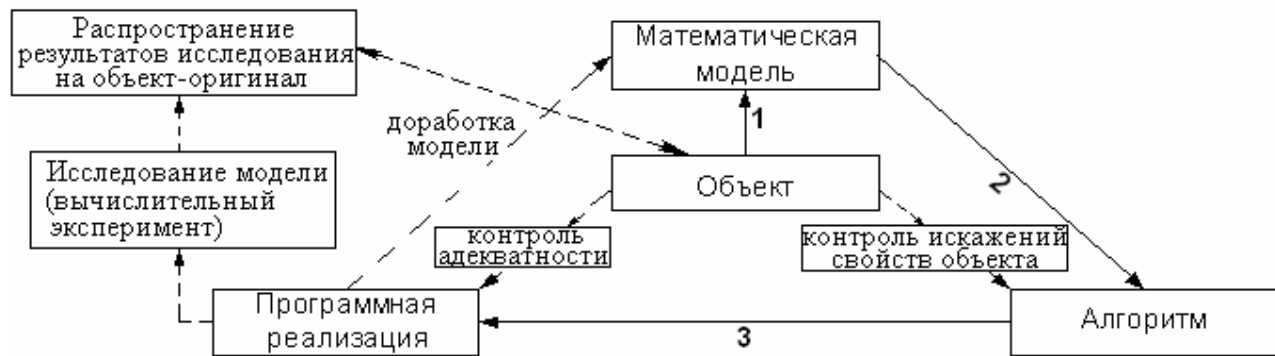 Распространение
результатов исследования
на объект-оригинал
Математическая
модель
доработка
модели
1
Исследование модели
(вычислительный
эксперимент)
Объект
2
контроль
адекватности
контроль искажений
свойств объекта
Программная
реализация
3
Алгоритм